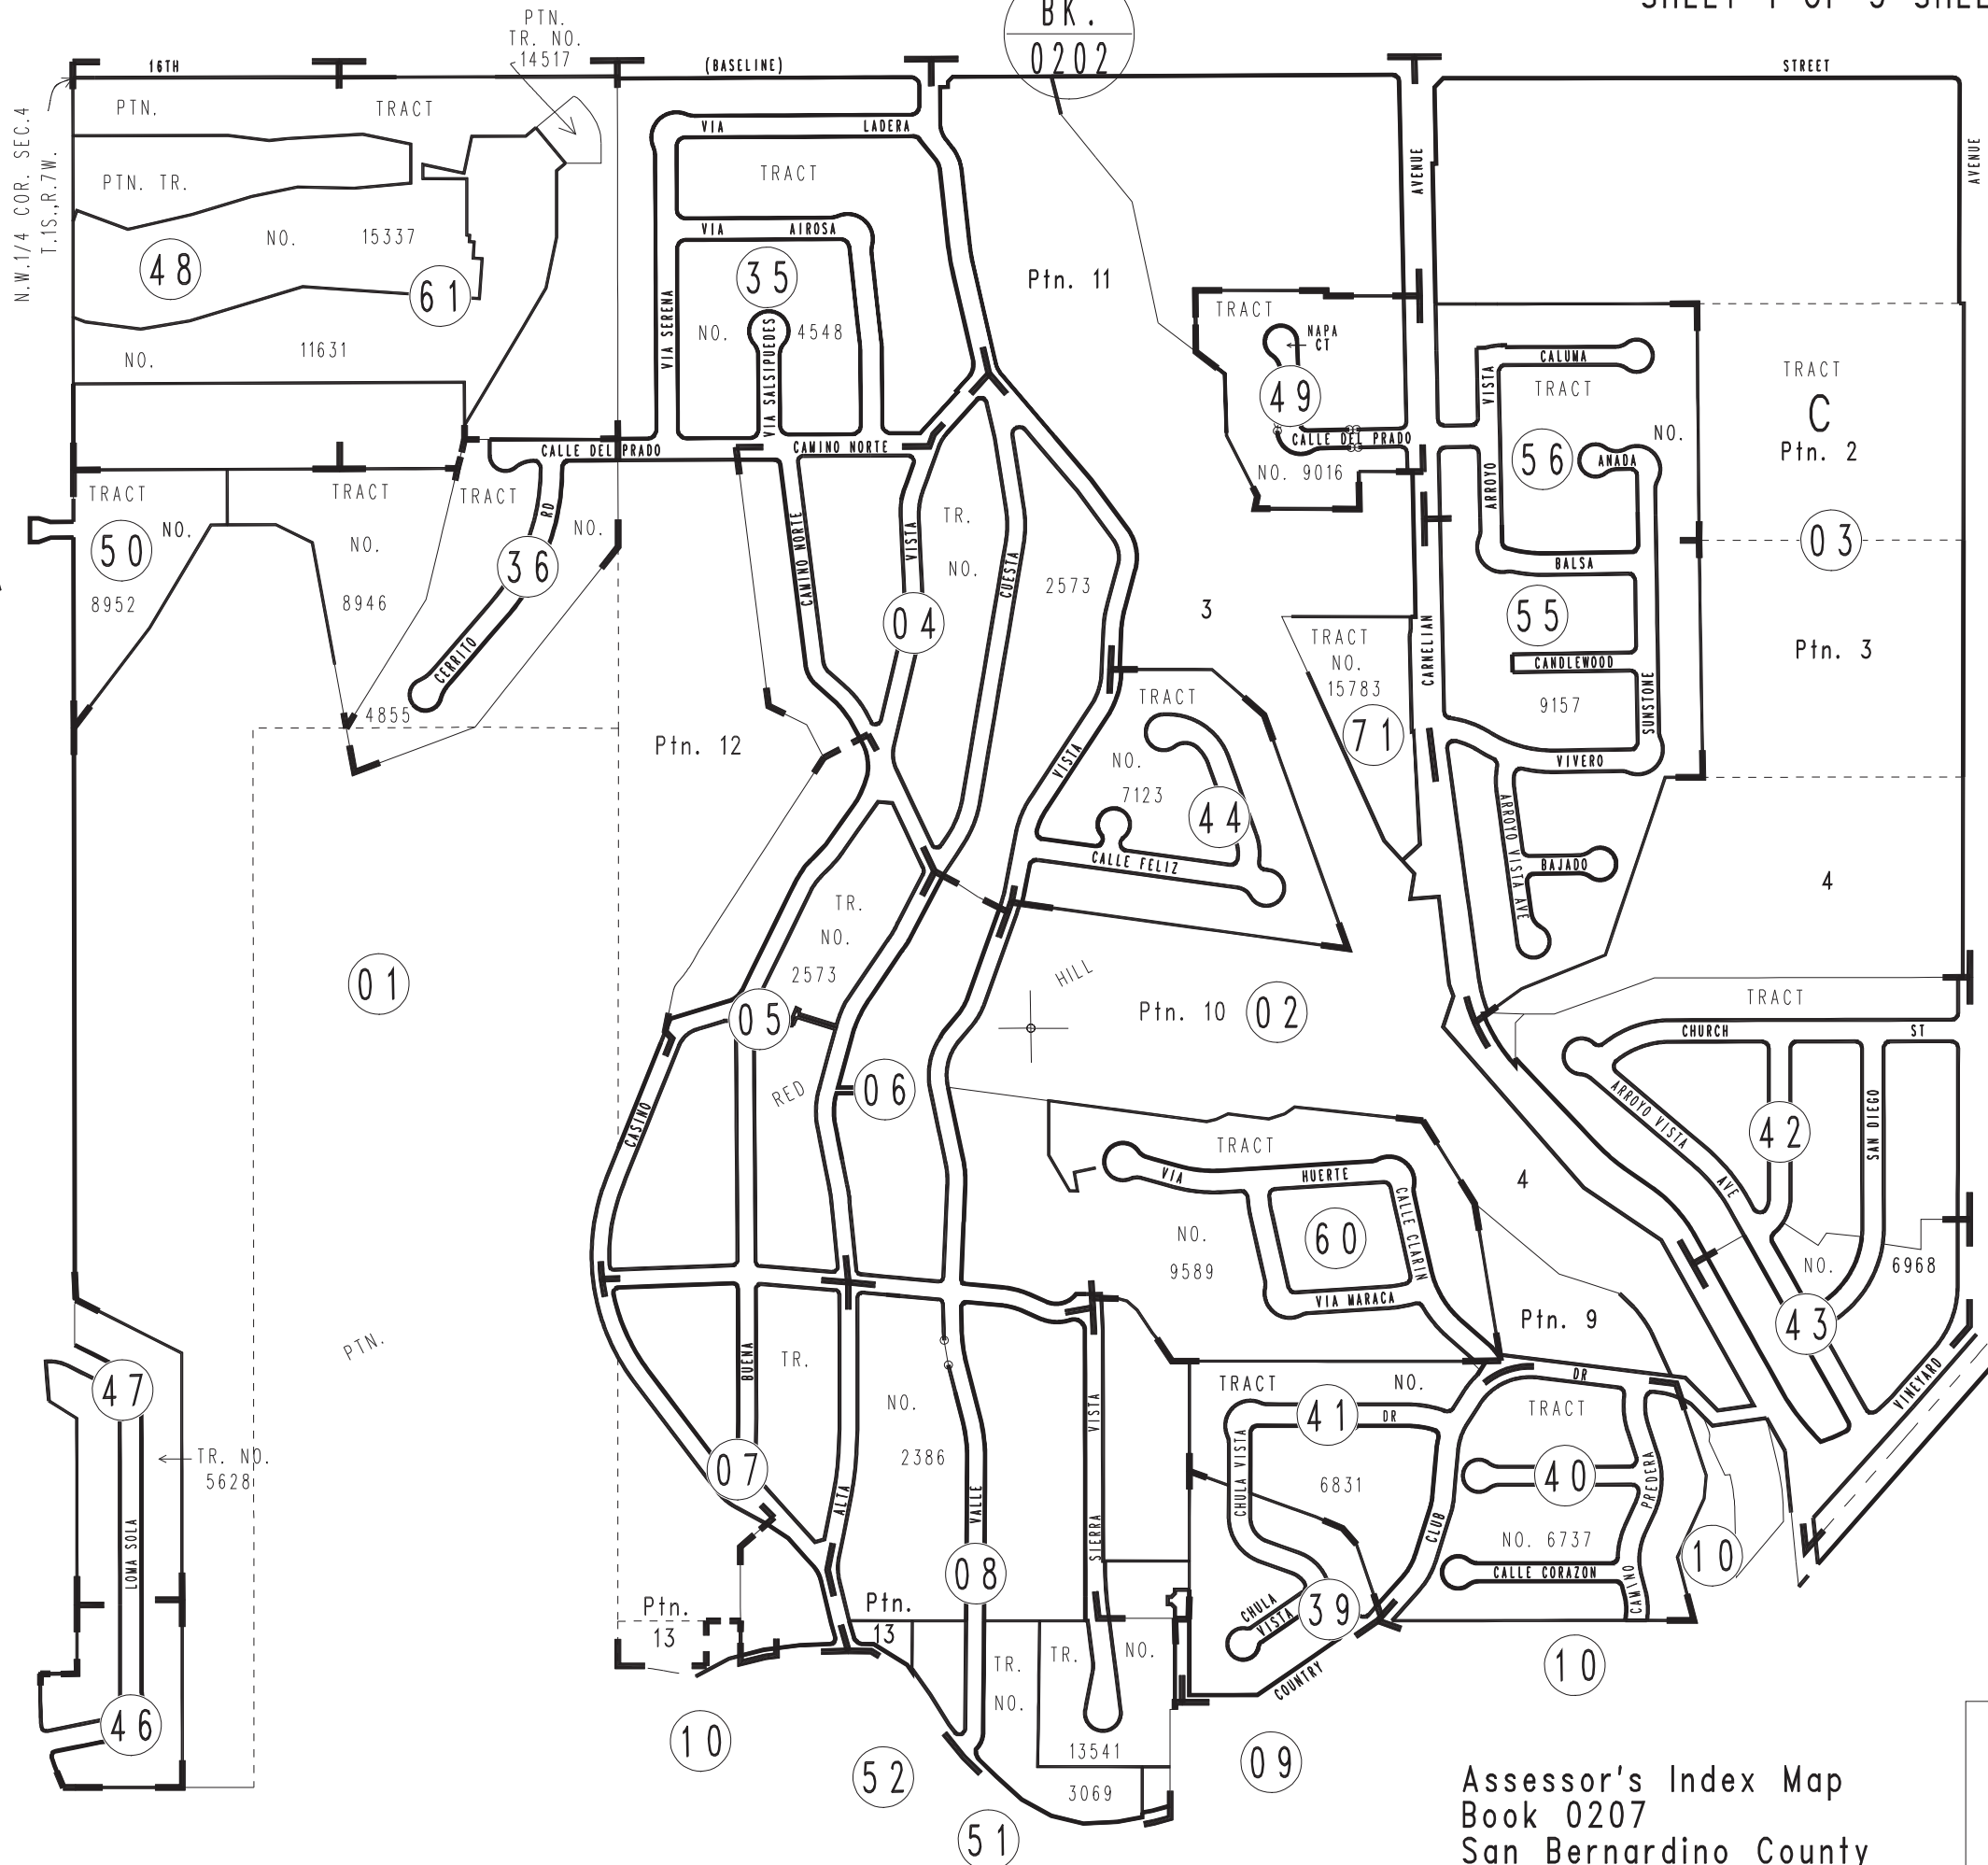 BK.
0202
16TH
(BASELINE)
STREET
PTN.
TR. NO.
14517
N.W.1/4 COR. SEC.4
T.1S.,R.7W.
PTN.
TRACT
PTN. TR.
NO.
15337
48
61
NO.
11631
VIA
LADERA
TRACT
VIA
AIROSA
35
VIA SERENA
NO.
4548
VIA SALSIPUEDES
CALLE DEL PRADO
CAMINO NORTE
Ptn. 11
AVENUE
AVENUE
TRACT
NAPA
CT
49
CALLE DEL PRADO
NO. 9016
CALUMA
TRACT
VISTA
NO.
56
ANADA
ARROYO
BALSA
55
CANDLEWOOD
9157
SUNSTONE
VIVERO
TRACT
C
Ptn. 2
03
Ptn. 3
4
TRACT
50
NO.
8952
TRACT
NO.
8946
TRACT
NO.
RD
36
CERRITO
4855
CAMINO NORTE
VISTA
TR.
NO.
04
CUESTA
2573
3
TRACT
NO.
15783
71
CARNELIAN
Ptn. 12
VISTA
TRACT
NO.
7123
44
CALLE FELIZ
ARROYO VISTA AVE
BAJADO
01
TR.
NO.
2573
05
06
RED
HILL
Ptn. 10
02
CASINO
TRACT
CHURCH
ST
ARROYO VISTA
AVE
42
SAN DIEGO
NO.
6968
43
VINEYARD
TRACT
VIA
HUERTE
CALLE CLARIN
60
NO.
9589
VIA MARACA
4
Ptn. 9
PTN.
47
TR. NO.
5628
LOMA SOLA
46
BUENA
TR.
NO.
2386
07
ALTA
VALLE
08
VISTA
SIERRA
TRACT
NO.
41
DR
CHULA VISTA
6831
CHULA
VISTA
39
COUNTRY
CLUB
DR
TRACT
40
PREDERA
NO. 6737
CALLE CORAZON
CAMINO
10
Ptn.
13
Ptn.
13
TR.
NO.
TR.
NO.
13541
3069
10
52
51
09
10
Assessor's Index Map
Book 0207
San Bernardino County